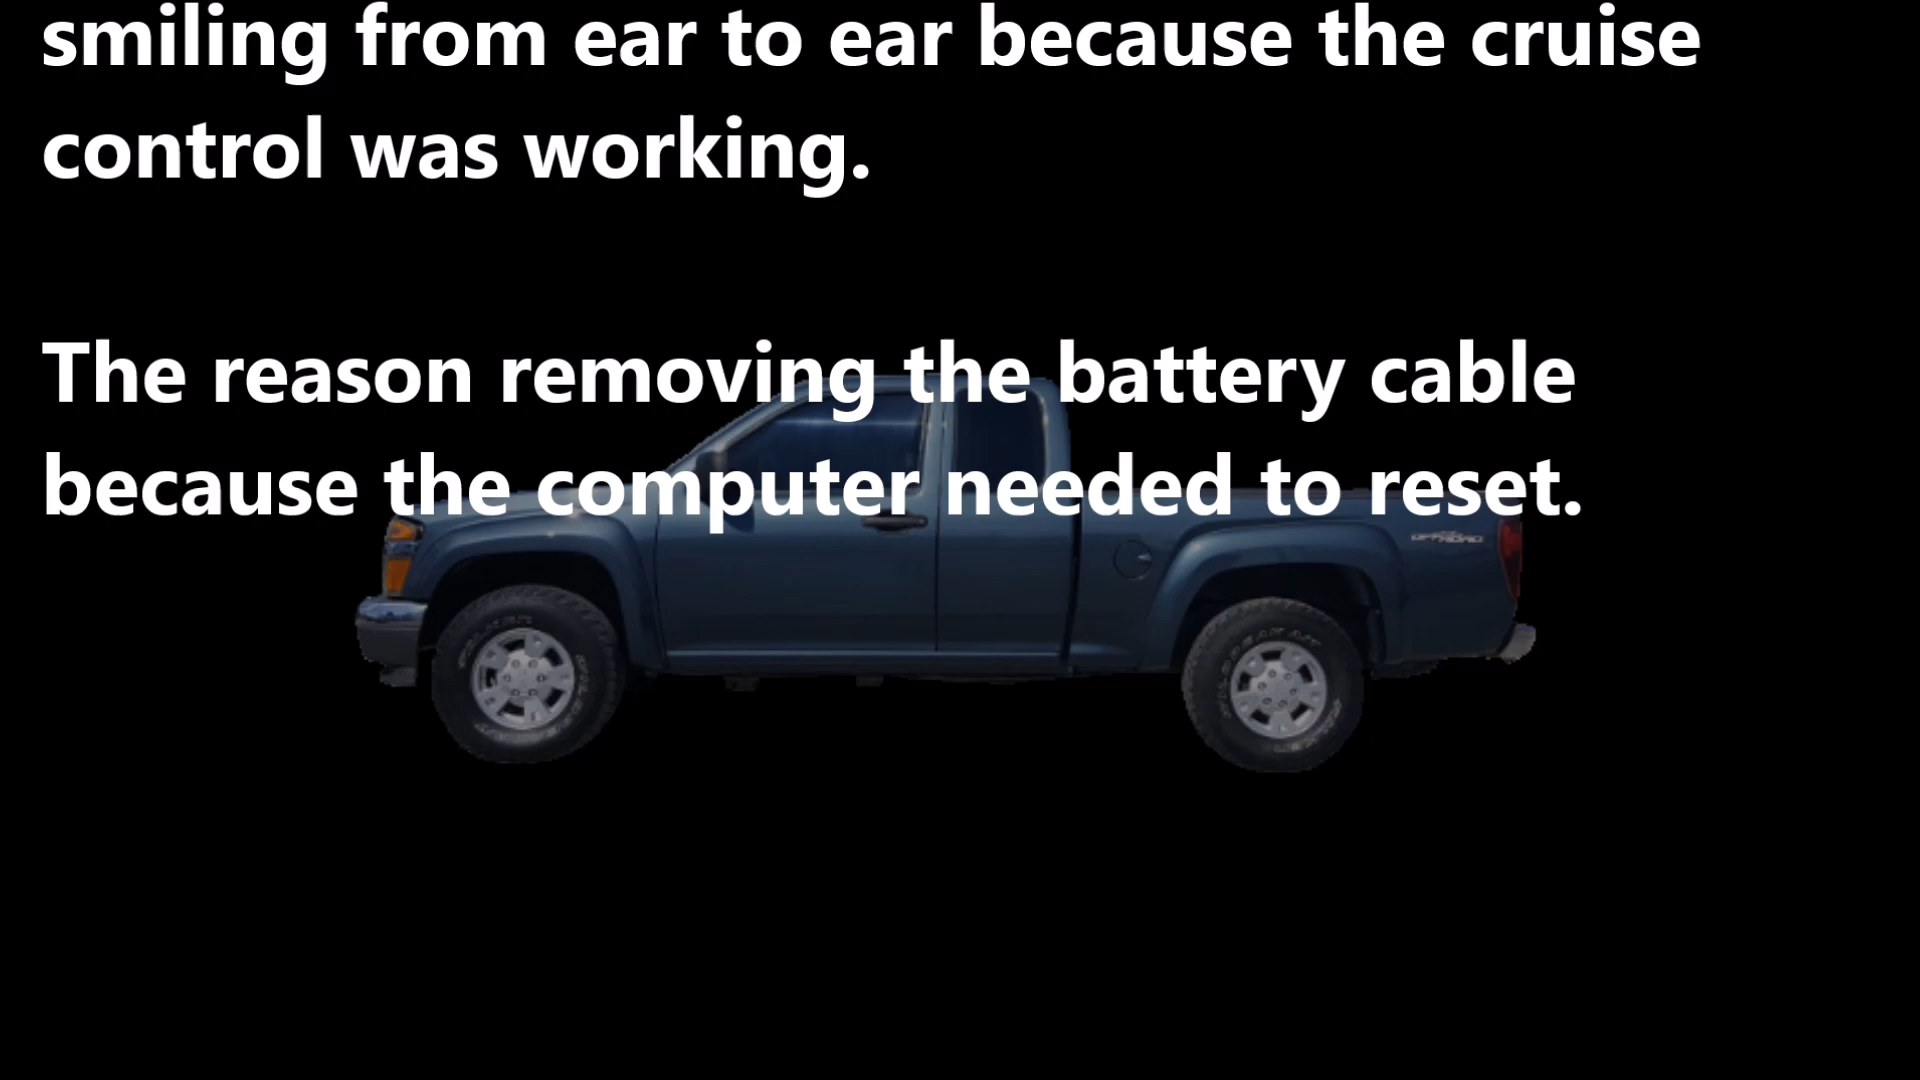 smiling from ear to ear because the cruise
control was working.
The reason removing the battery cable
because the computer needed to reset.
OFFROAD